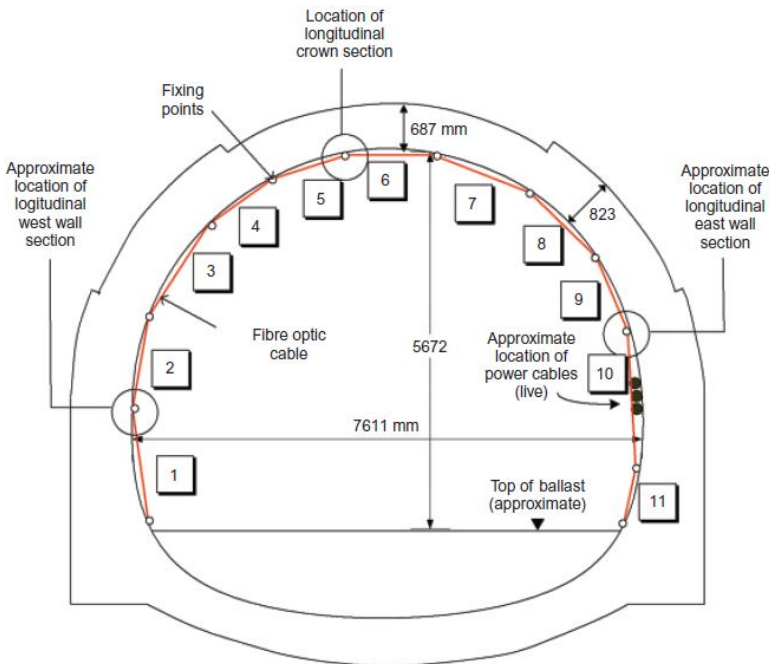 Location of
longitudinal
crown section
Fixing
points
687 mm
Approximate
location of
logitudinal
west wall
section
Approximate
location of
longitudinal
east wall
section
6
5
7
4
823
8
3
9
Fibre optic
cable
5672
Approximate
location of
power cables
(live)
10
2
7611 mm
1
Top of ballast
(approximate)
11